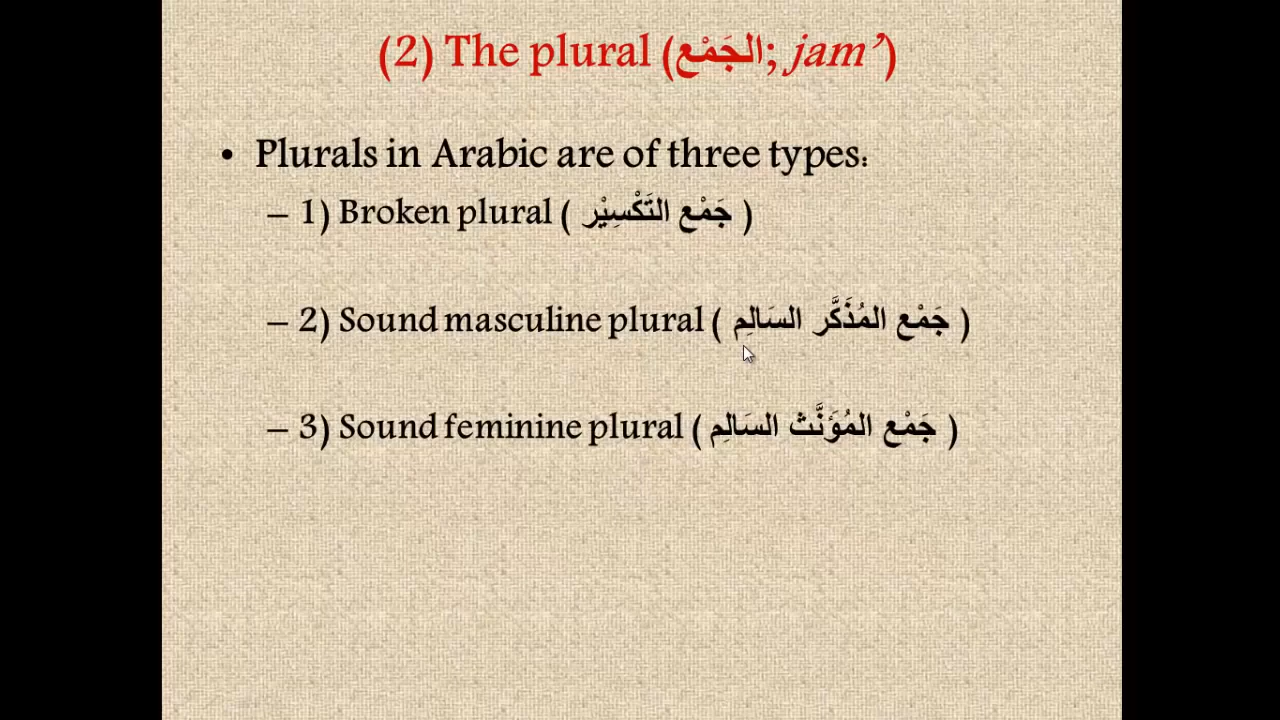 (2) The plural (الجَمْع; jam’)
• Plurals in Arabic are of three types:
– 1) Broken plural ( جَمْع التَكْسِيْر )
– 2) Sound masculine plural ( جَمْع المُذَكَّر السَالِم )
– 3) Sound feminine plural ( جَمْع المُؤَنَّث السَالِم )